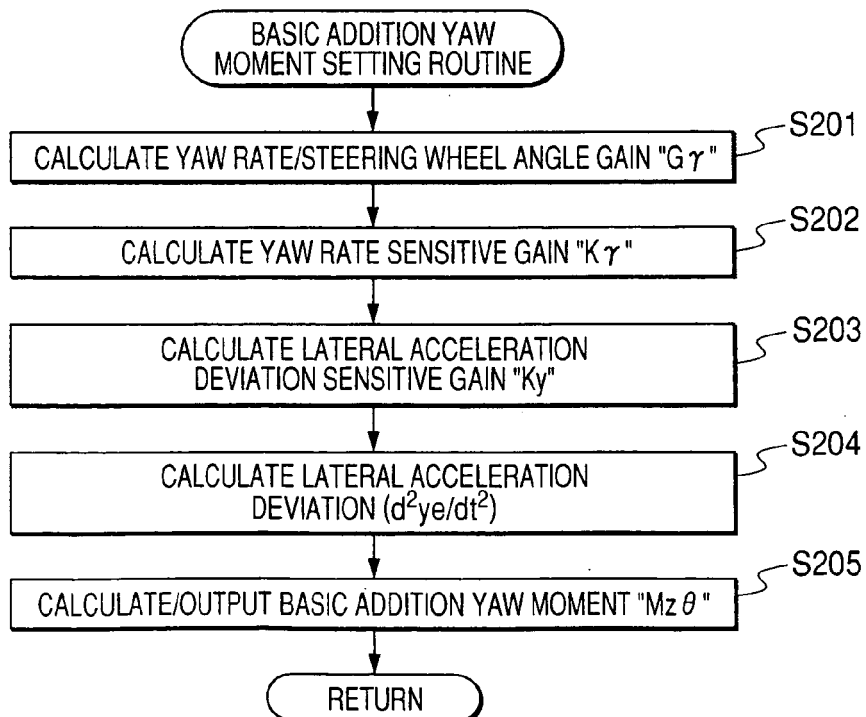 BASIC ADDITION YAW
MOMENT SETTING ROUTINE
S201
CALCULATE YAW RATE/STEERING WHEEL ANGLE GAIN "Gγ"
S202
CALCULATE YAW RATE SENSITIVE GAIN "Kγ"
S203
CALCULATE LATERAL ACCELERATION
DEVIATION SENSITIVE GAIN "Ky"
S204
CALCULATE LATERAL ACCELERATION
DEVIATION (d²ye/dt²)
S205
CALCULATE/OUTPUT BASIC ADDITION YAW MOMENT "Mzθ"
RETURN